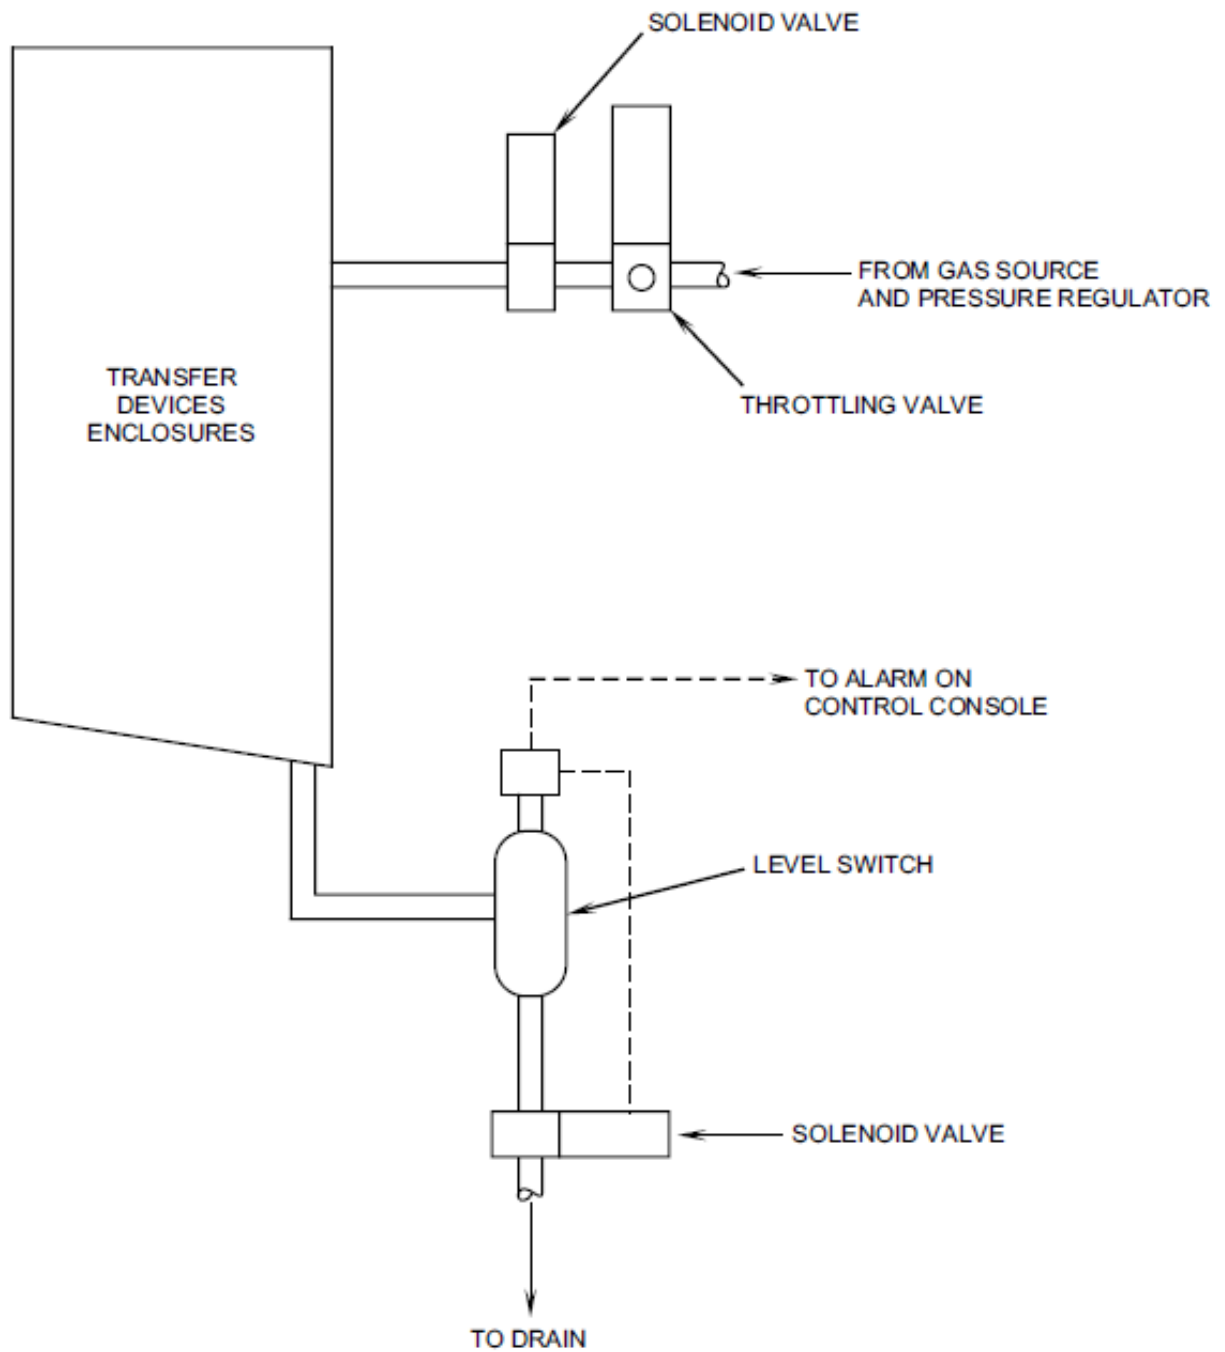 SOLENOID VALVE
FROM GAS SOURCE
AND PRESSURE REGULATOR
TRANSFER
DEVICES
ENCLOSURES
THROTTLING VALVE
TO ALARM ON
CONTROL CONSOLE
LEVEL SWITCH
SOLENOID VALVE
TO DRAIN